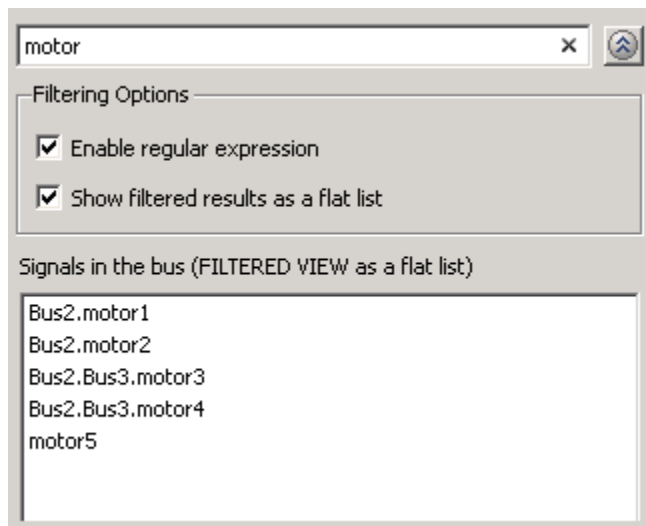 motor
Filtering Options
Enable regular expression
Show filtered results as a flat list
Signals in the bus (FILTERED VIEW as a flat list)
Bus2.motor1
Bus2.motor2
Bus2.Bus3.motor3
Bus2.Bus3.motor4
motor5